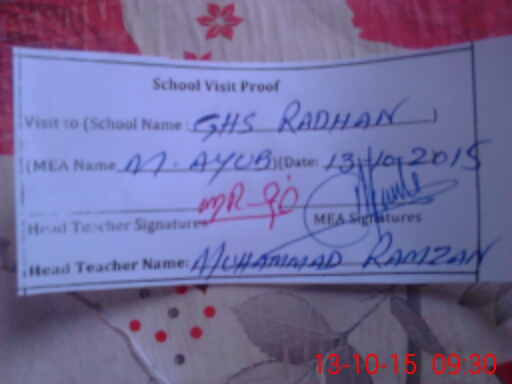 School Visit Proof
Visit to (School Name: GHS RADHAN )
(MEA Name M. AYUB)(Date: 13/10/2015
Head Teacher Signature
MEA Signatures
Head Teacher Name: MUHAMMAD RAMZAN
13-10-15 09:30